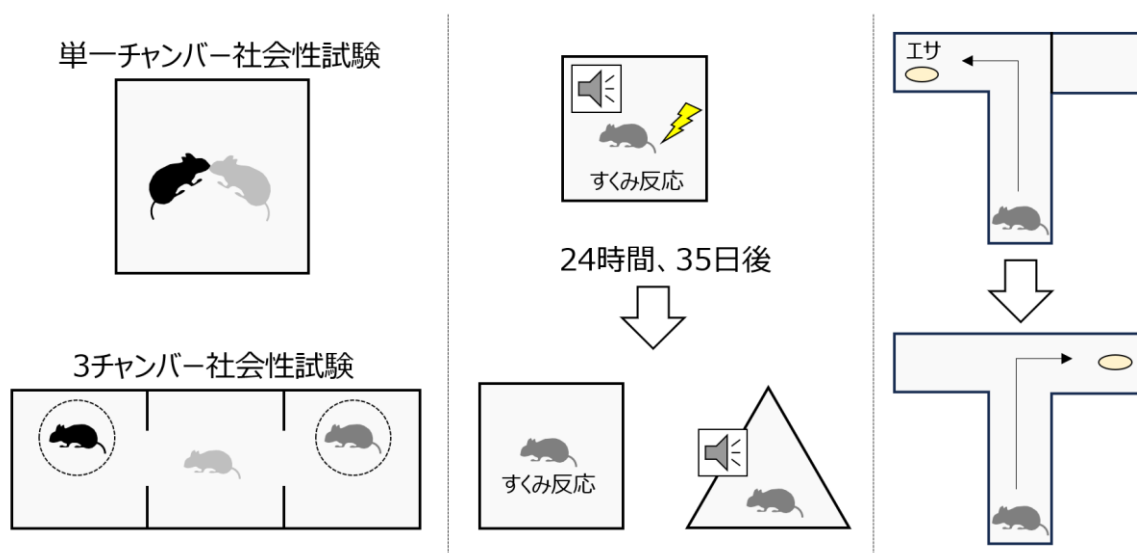 単一チャンバー社会性試験
3チャンバー社会性試験
すくみ反応
24時間、35日後
すくみ反応
エサ